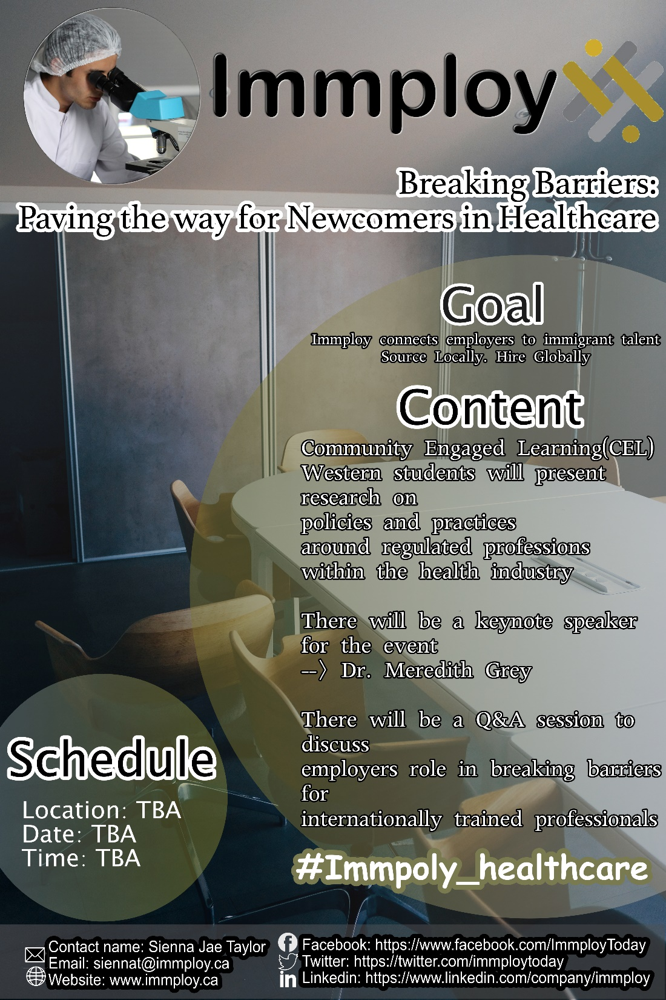 Immploy
Breaking Barriers:
Paving the way for Newcomers in Healthcare
Goal
Immploy connects employers to immigrant talent
Source Locally. Hire Globally
Content
Community Engaged Learning(CEL)
Western students will present
research on
policies and practices
around regulated professions
within the health industry
There will be a keynote speaker
for the event
--〉Dr. Meredith Grey
There will be a Q&A session to
discuss
employers role in breaking barriers
for
internationally trained professionals
#Immpoly_healthcare
Schedule
Location: TBA
Date: TBA
Time: TBA
Contact name: Sienna Jae Taylor
Email: siennat@immploy.ca
Website: www.immploy.ca
Facebook: https://www.facebook.com/ImmployToday
Twitter: https://twitter.com/immploytoday
Linkedin: https://www.linkedin.com/company/immploy